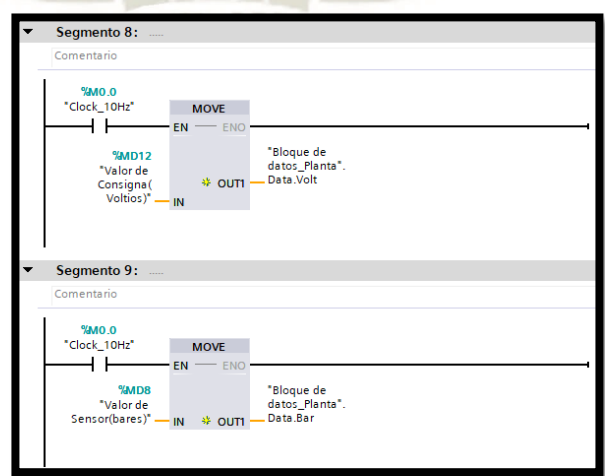 Segmento 8: .....
Comentario
%M0.0
"Clock_10Hz"
MOVE
EN ENO
%MD12
"Valor de
Consigna(
Voltios)"
IN
OUT1
"Bloque de
datos_Planta".
Data.Volt
Segmento 9: .....
Comentario
%M0.0
"Clock_10Hz"
MOVE
EN ENO
%MD8
"Valor de
Sensor(bares)"
IN
OUT1
"Bloque de
datos_Planta".
Data.Bar